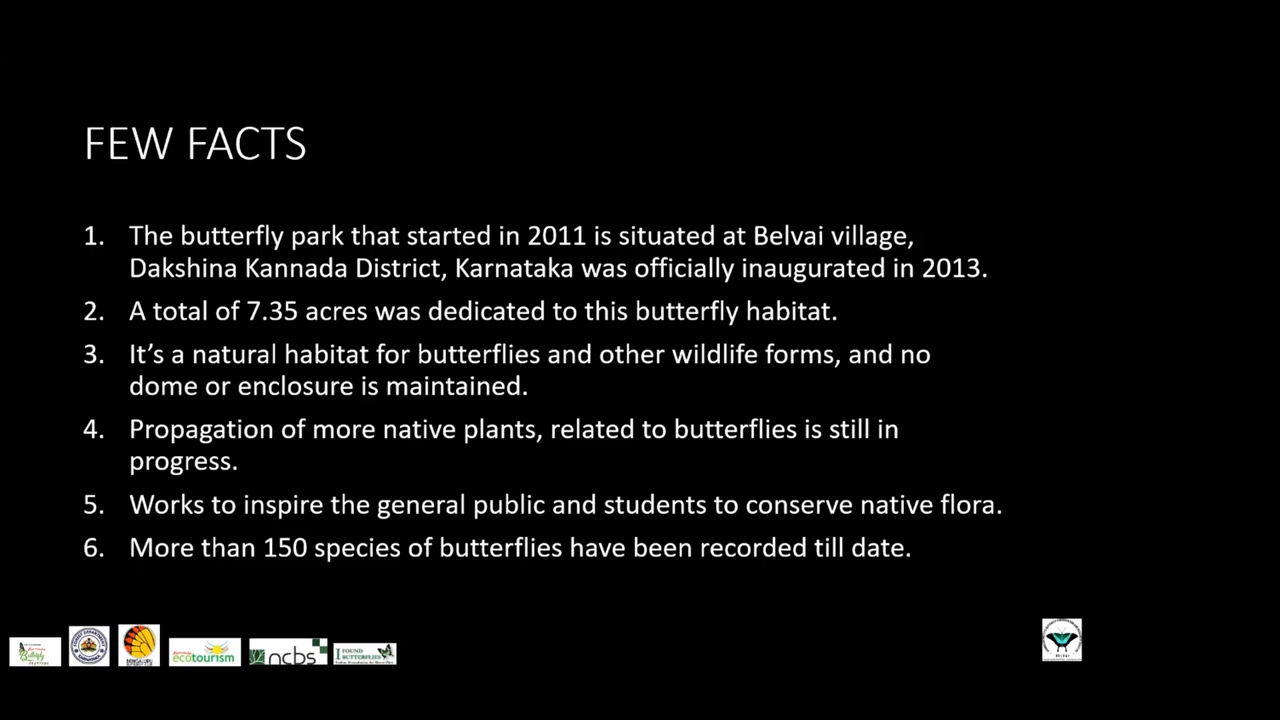 FEW FACTS
1. The butterfly park that started in 2011 is situated at Belvai village,
Dakshina Kannada District, Karnataka was officially inaugurated in 2013.
2. A total of 7.35 acres was dedicated to this butterfly habitat.
3. It’s a natural habitat for butterflies and other wildlife forms, and no
dome or enclosure is maintained.
4. Propagation of more native plants, related to butterflies is still in
progress.
5. Works to inspire the general public and students to conserve native flora.
6. More than 150 species of butterflies have been recorded till date.
Butterfly
BENGALURU
ecotourism
ncbs
I FOUND
BUTTERFLIES
BELVAI